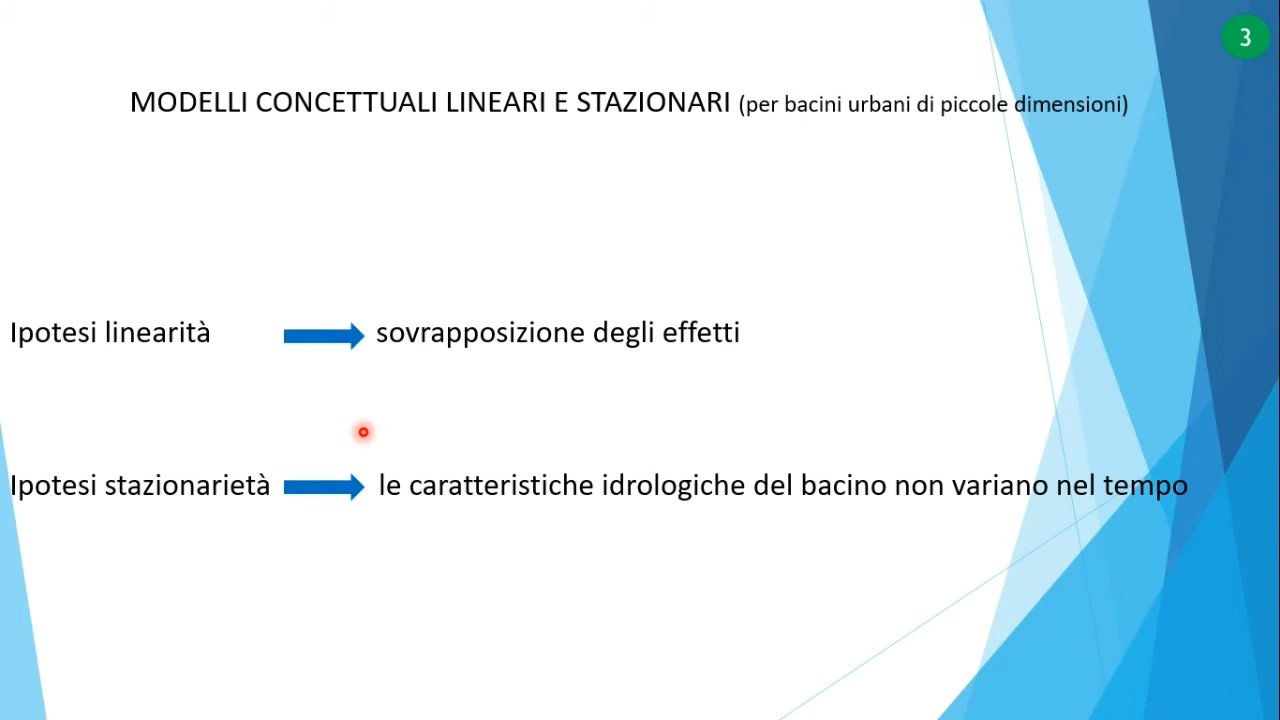 3
MODELLI CONCETTUALI LINEARI E STAZIONARI (per bacini urbani di piccole dimensioni)
Ipotesi linearità sovrapposizione degli effetti
Ipotesi stazionarietà le caratteristiche idrologiche del bacino non variano nel tempo